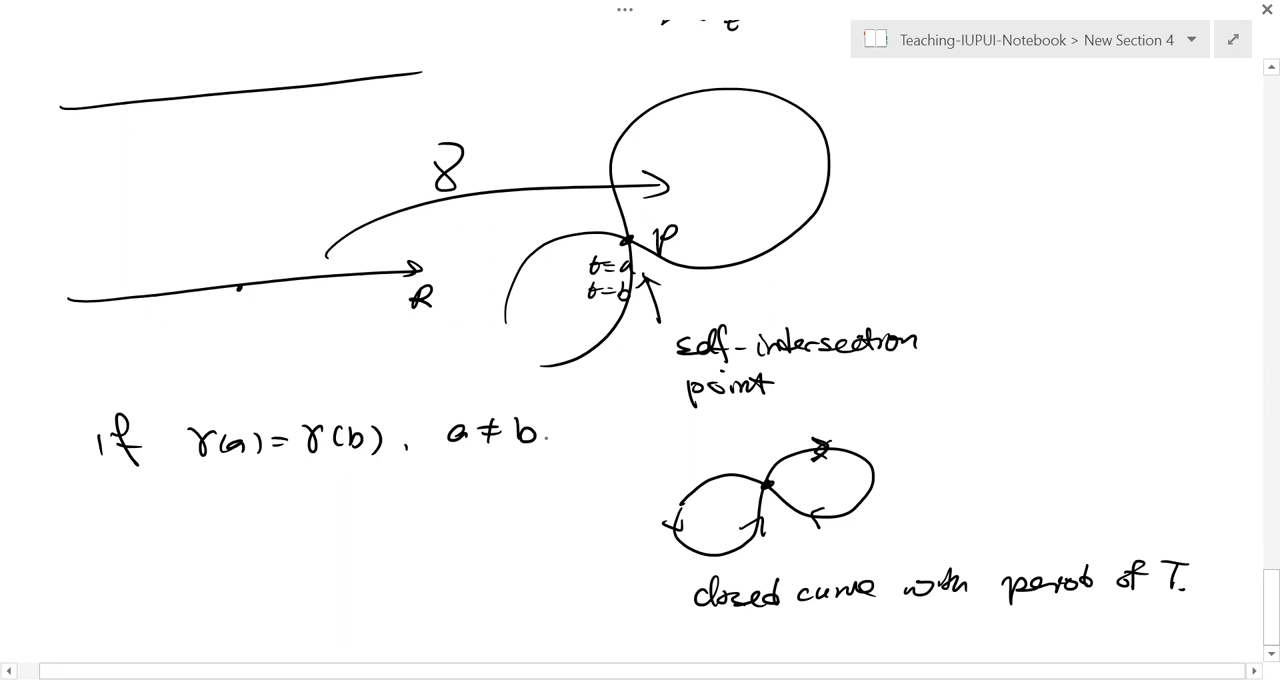 Teaching-IUPUI-Notebook > New Section 4
γ
p
t=a
t=b
R
self-intersection
point
if γ(a)=γ(b), a≠b.
closed curve with period of T.